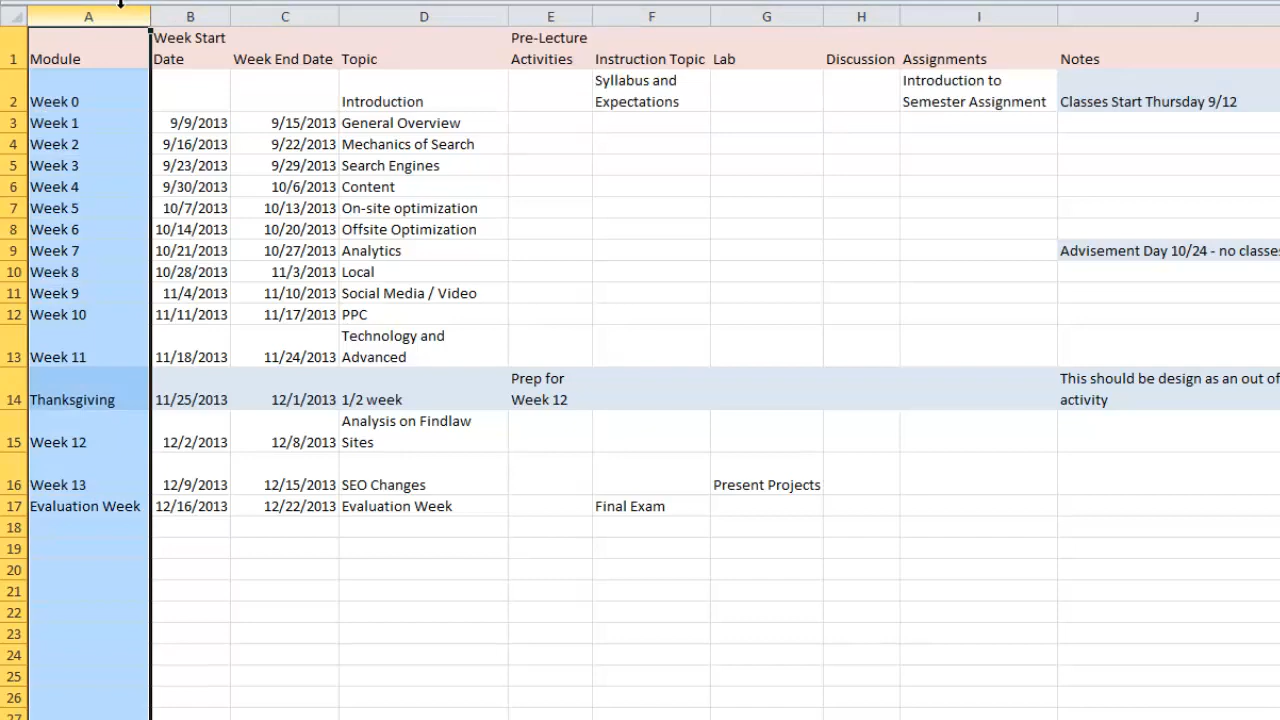 A B C D E F G H I J
Week Start Pre-Lecture
1 Module Date Week End Date Topic Activities Instruction Topic Lab Discussion Assignments Notes
Syllabus and Introduction to
2 Week 0 Introduction Expectations Semester Assignment Classes Start Thursday 9/12
3 Week 1 9/9/2013 9/15/2013 General Overview
4 Week 2 9/16/2013 9/22/2013 Mechanics of Search
5 Week 3 9/23/2013 9/29/2013 Search Engines
6 Week 4 9/30/2013 10/6/2013 Content
7 Week 5 10/7/2013 10/13/2013 On-site optimization
8 Week 6 10/14/2013 10/20/2013 Offsite Optimization
9 Week 7 10/21/2013 10/27/2013 Analytics Advisement Day 10/24 - no classes
10 Week 8 10/28/2013 11/3/2013 Local
11 Week 9 11/4/2013 11/10/2013 Social Media / Video
12 Week 10 11/11/2013 11/17/2013 PPC
Technology and
13 Week 11 11/18/2013 11/24/2013 Advanced
Prep for This should be design as an out of
14 Thanksgiving 11/25/2013 12/1/2013 1/2 week Week 12 activity
Analysis on Findlaw
15 Week 12 12/2/2013 12/8/2013 Sites
16 Week 13 12/9/2013 12/15/2013 SEO Changes Present Projects
17 Evaluation Week 12/16/2013 12/22/2013 Evaluation Week Final Exam
18
19
20
21
22
23
24
25
26
27